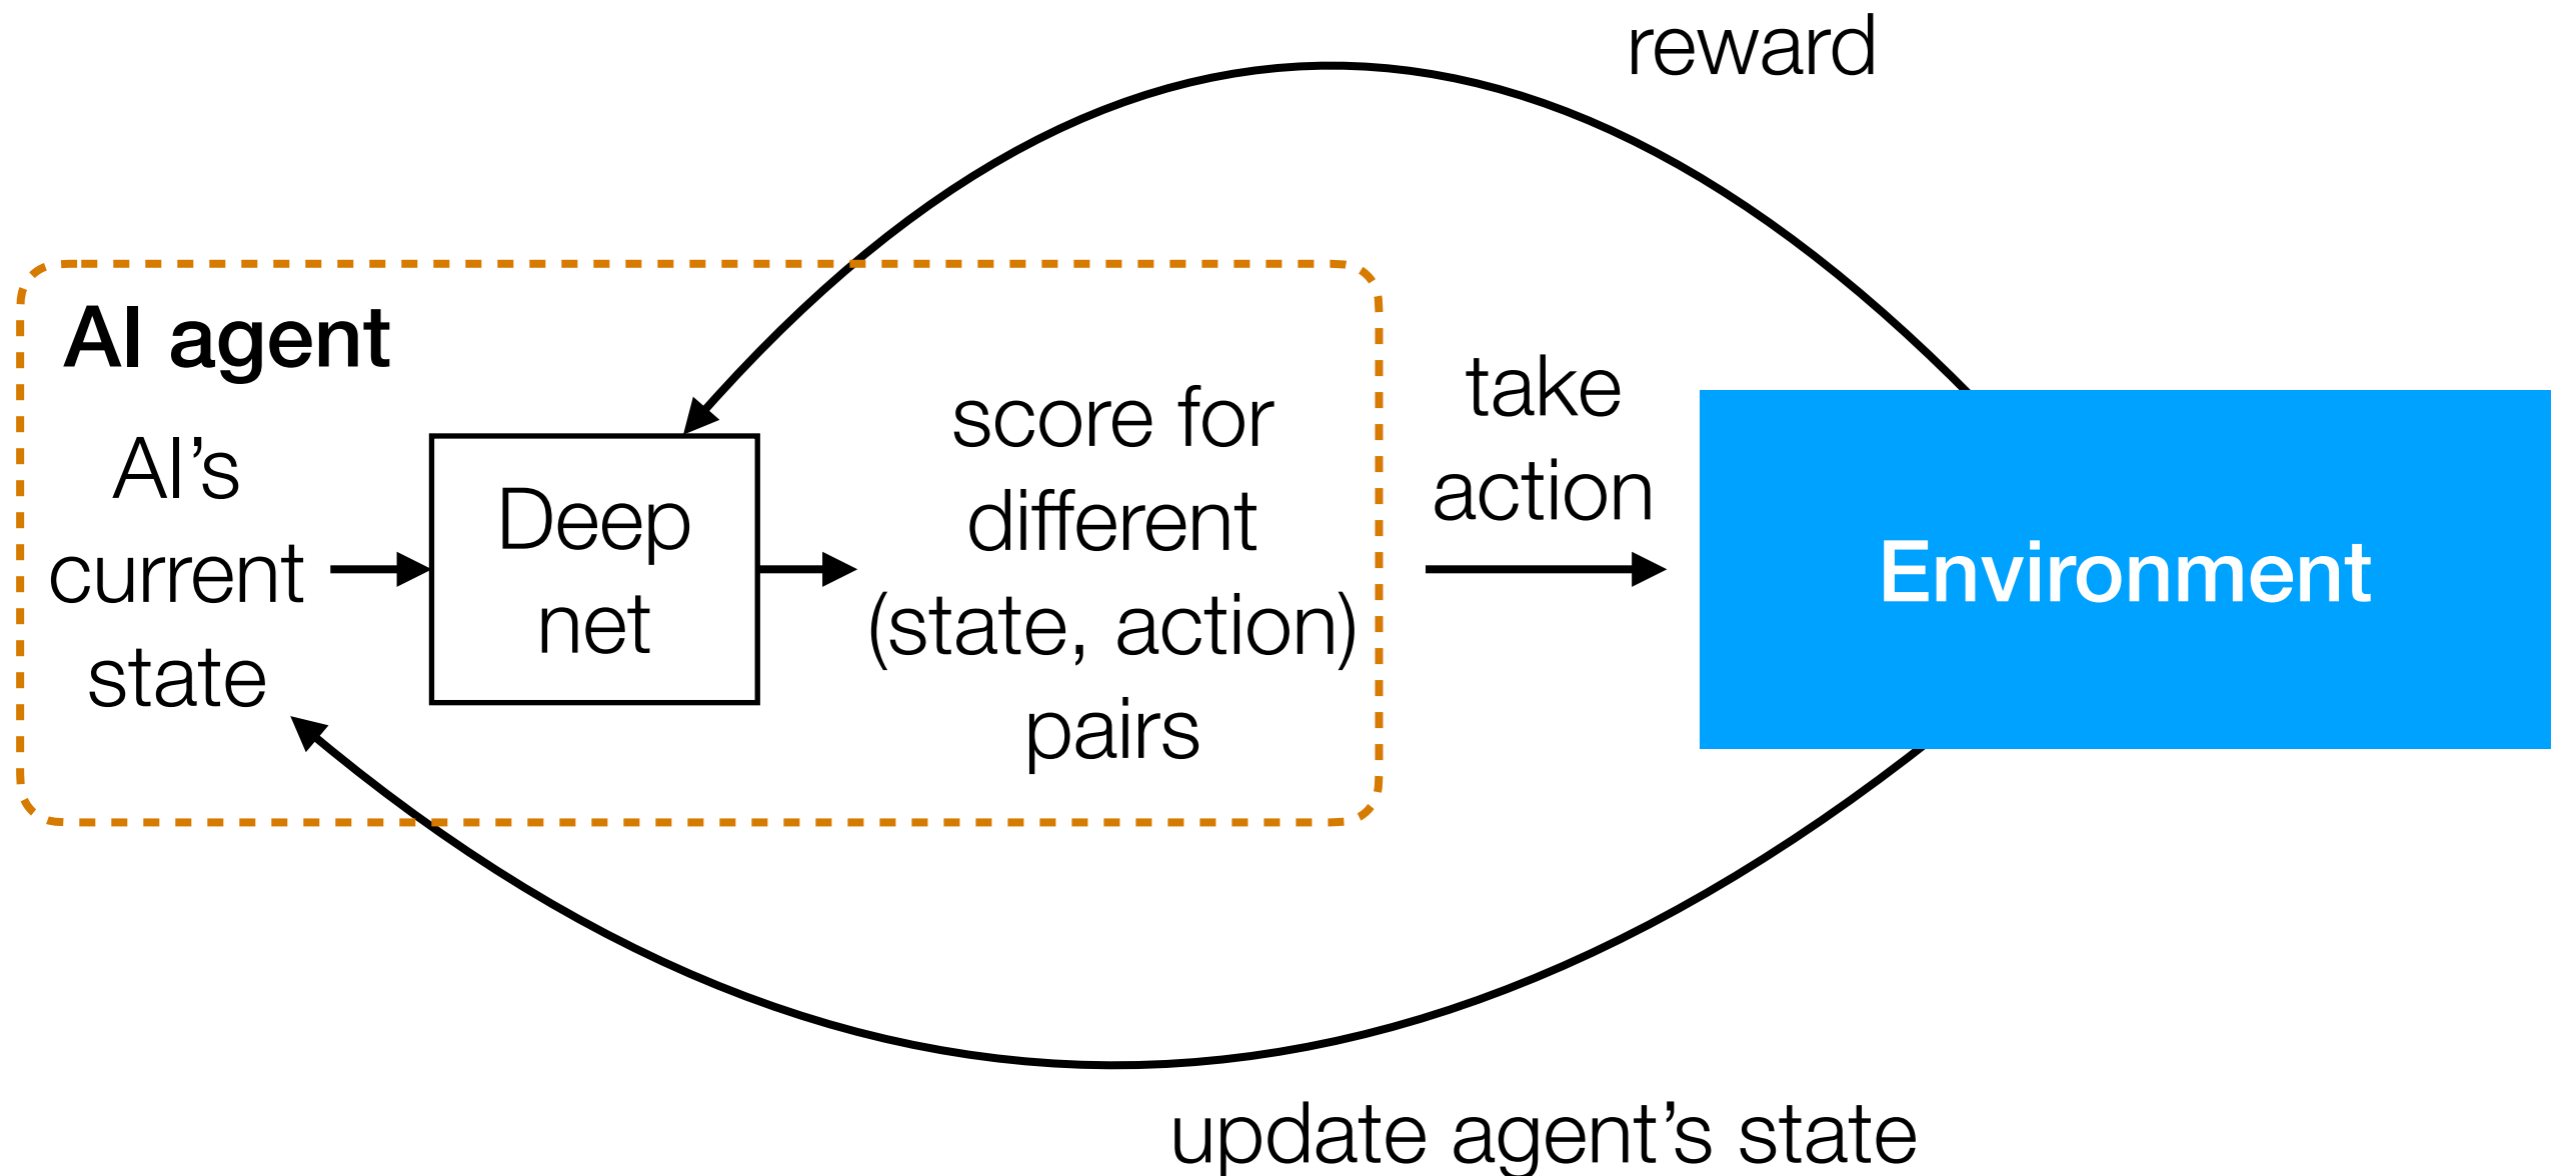 reward
AI agent
AI’s
current
state
Deep
net
score for
different
(state, action)
pairs
take
action
Environment
update agent’s state